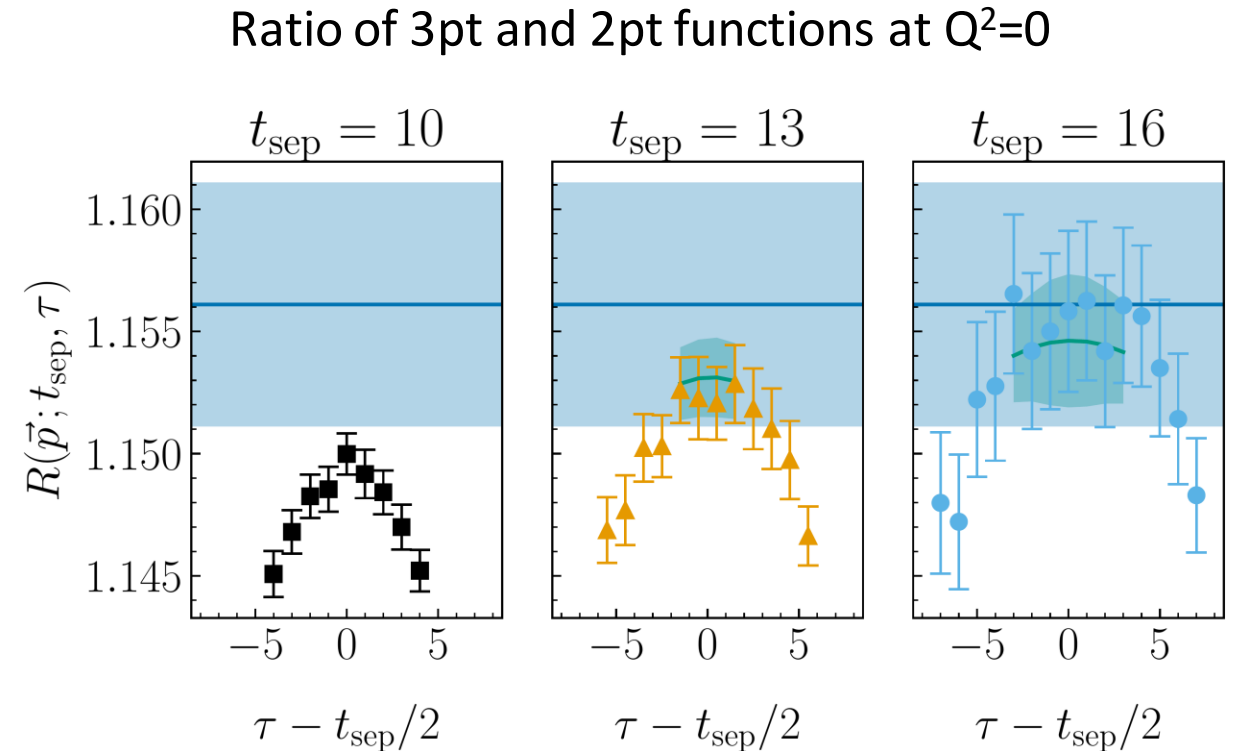 Ratio of 3pt and 2pt functions at Q²=0
t_sep = 10 t_sep = 13 t_sep = 16
R(p⃗; t_sep, τ)
1.160
1.155
1.150
1.145
−5 0 5 −5 0 5 −5 0 5
τ − t_sep/2 τ − t_sep/2 τ − t_sep/2